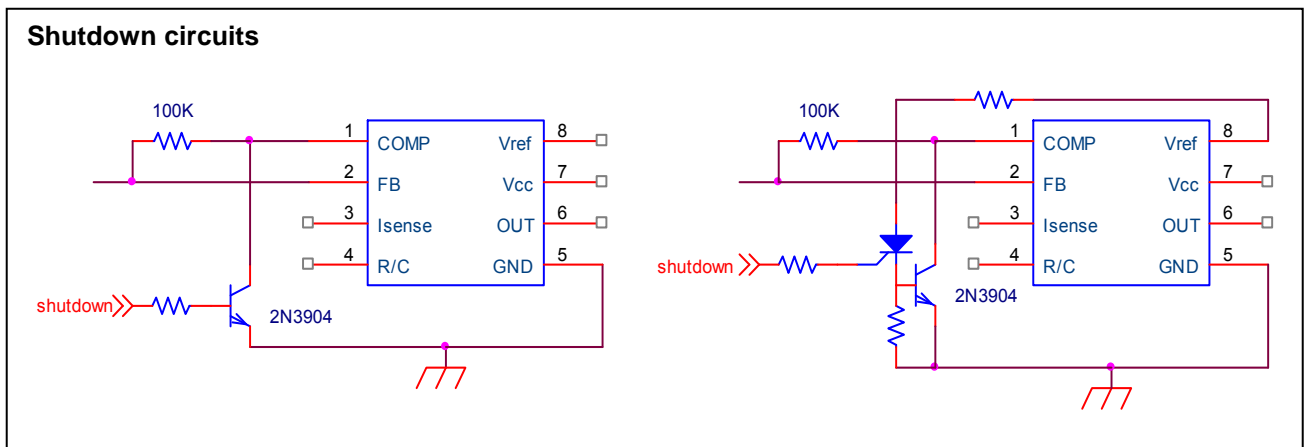 Shutdown circuits
100K
1 COMP Vref 8
2 FB Vcc 7
3 Isense OUT 6
4 R/C GND 5
shutdown
2N3904
100K
1 COMP Vref 8
2 FB Vcc 7
3 Isense OUT 6
4 R/C GND 5
shutdown
2N3904